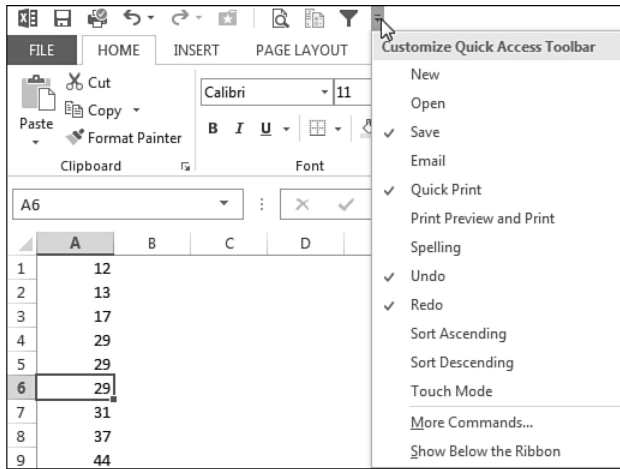 FILE HOME INSERT PAGE LAYOUT
Cut
Copy
Format Painter
Paste
Clipboard
Calibri 11
B I U
Font
A6
A B C D
1 12
2 13
3 17
4 29
5 29
6 29
7 31
8 37
9 44
Customize Quick Access Toolbar
New
Open
Save
Email
Quick Print
Print Preview and Print
Spelling
Undo
Redo
Sort Ascending
Sort Descending
Touch Mode
More Commands...
Show Below the Ribbon